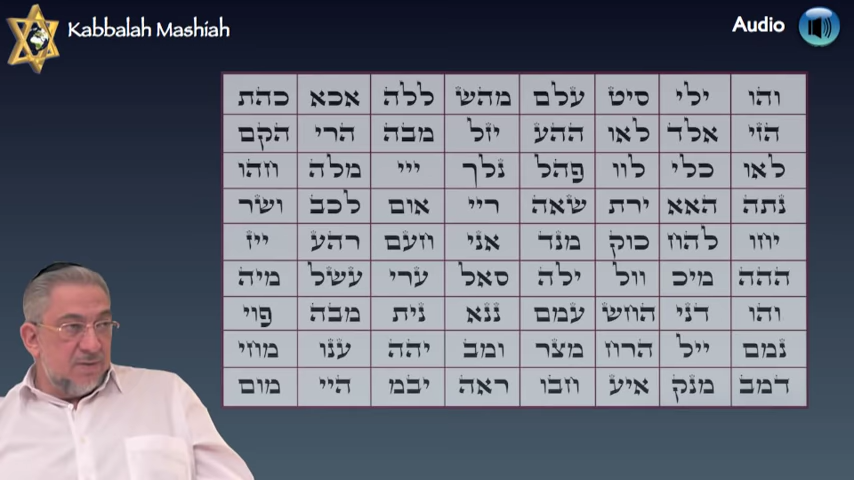 Kabbalah Mashiah
Audio
והו ילי סיט עלם מהש ללה אכא כהת
הזי אלד לאו ההע יזל מבה הרי הקם
לאו כלי לוו פהל נלך ייי מלה חהו
נתה האא ירת שאה ריי אום לכב ושר
יחו להח כוק מנד אני חעם רהע ייז
ההה מיכ וול ילה סאל ערי עשל מיה
והו דני החש עמם ננא נית מבה פוי
נמם ייל הרח מצר ומב יהה ענו מחי
דמב מנק איע חבו ראה יבמ היי מום